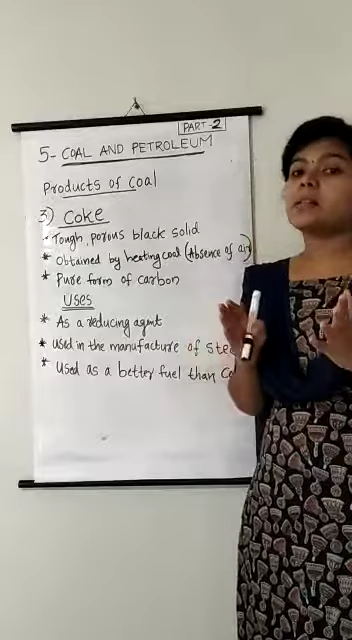 PART-2
5- COAL AND PETROLEUM
Products of Coal
3) Coke
- Tough, porous black solid
* Obtained by heating coal (Absence of air)
* Pure form of carbon
Uses
* As a reducing agent
* Used in the manufacture of Ste
* Used as a better fuel than Co